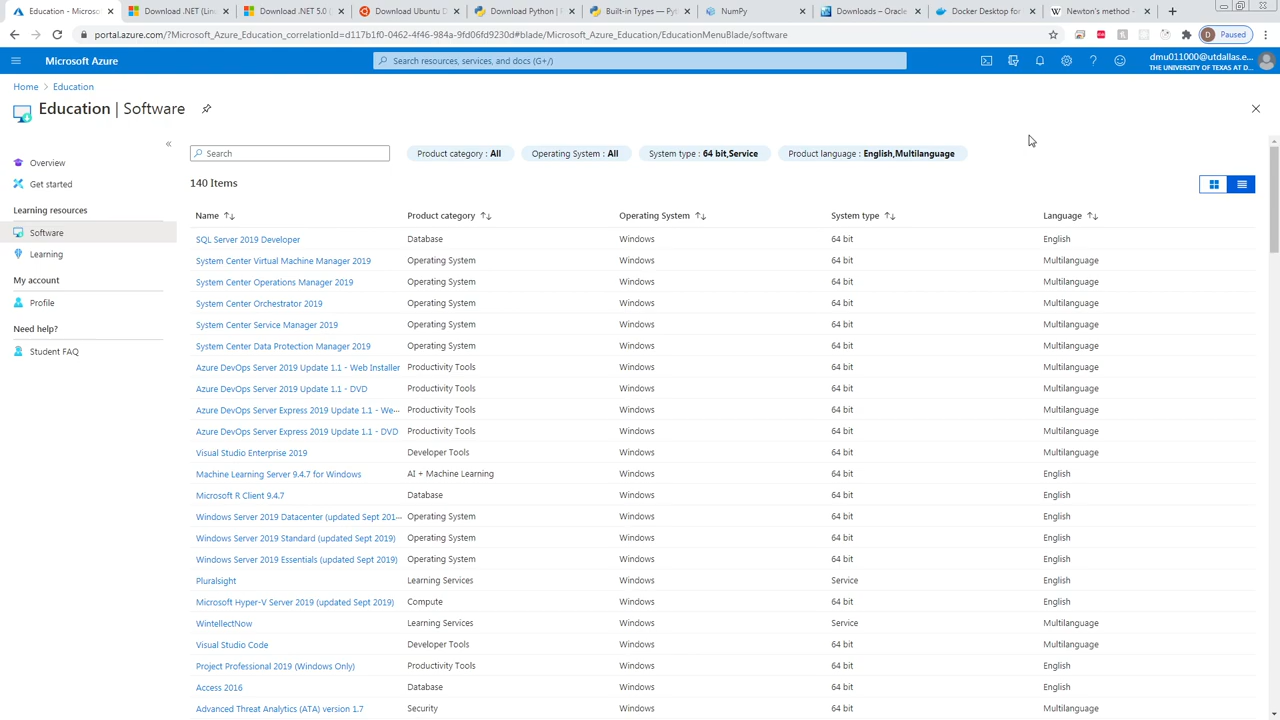 Education - Microso
Download .NET (Linu
Download .NET 5.0 (
Download Ubuntu D
Download Python | P
Built-in Types — Pyt
NumPy
Downloads – Oracle
Docker Desktop for
Newton's method -
portal.azure.com/?Microsoft_Azure_Education_correlationId=d117b1f0-0462-4f46-984a-9fd06fd9230d#blade/Microsoft_Azure_Education/EducationMenuBlade/software
D Paused
Microsoft Azure
Search resources, services, and docs (G+/)
dmu011000@utdallas.e...
THE UNIVERSITY OF TEXAS AT D...
Home > Education
Education | Software
Overview
Get started
Learning resources
Software
Learning
My account
Profile
Need help?
Student FAQ
Search
Product category : All
Operating System : All
System type : 64 bit,Service
Product language : English,Multilanguage
140 Items
Name Product category Operating System System type Language
SQL Server 2019 Developer Database Windows 64 bit English
System Center Virtual Machine Manager 2019 Operating System Windows 64 bit Multilanguage
System Center Operations Manager 2019 Operating System Windows 64 bit Multilanguage
System Center Orchestrator 2019 Operating System Windows 64 bit Multilanguage
System Center Service Manager 2019 Operating System Windows 64 bit Multilanguage
System Center Data Protection Manager 2019 Operating System Windows 64 bit Multilanguage
Azure DevOps Server 2019 Update 1.1 - Web Installer Productivity Tools Windows 64 bit Multilanguage
Azure DevOps Server 2019 Update 1.1 - DVD Productivity Tools Windows 64 bit Multilanguage
Azure DevOps Server Express 2019 Update 1.1 - We... Productivity Tools Windows 64 bit Multilanguage
Azure DevOps Server Express 2019 Update 1.1 - DVD Productivity Tools Windows 64 bit Multilanguage
Visual Studio Enterprise 2019 Developer Tools Windows 64 bit Multilanguage
Machine Learning Server 9.4.7 for Windows AI + Machine Learning Windows 64 bit English
Microsoft R Client 9.4.7 Database Windows 64 bit English
Windows Server 2019 Datacenter (updated Sept 201... Operating System Windows 64 bit English
Windows Server 2019 Standard (updated Sept 2019) Operating System Windows 64 bit English
Windows Server 2019 Essentials (updated Sept 2019) Operating System Windows 64 bit English
Pluralsight Learning Services Windows Service English
Microsoft Hyper-V Server 2019 (updated Sept 2019) Compute Windows 64 bit English
WintellectNow Learning Services Windows Service Multilanguage
Visual Studio Code Developer Tools Windows 64 bit Multilanguage
Project Professional 2019 (Windows Only) Productivity Tools Windows 64 bit English
Access 2016 Database Windows 64 bit English
Advanced Threat Analytics (ATA) version 1.7 Security Windows 64 bit Multilanguage